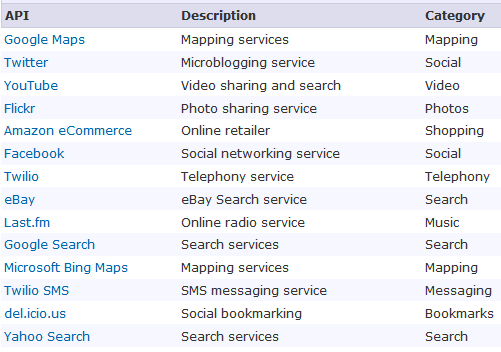 API Description Category
Google Maps Mapping services Mapping
Twitter Microblogging service Social
YouTube Video sharing and search Video
Flickr Photo sharing service Photos
Amazon eCommerce Online retailer Shopping
Facebook Social networking service Social
Twilio Telephony service Telephony
eBay eBay Search service Search
Last.fm Online radio service Music
Google Search Search services Search
Microsoft Bing Maps Mapping services Mapping
Twilio SMS SMS messaging service Messaging
del.icio.us Social bookmarking Bookmarks
Yahoo Search Search services Search